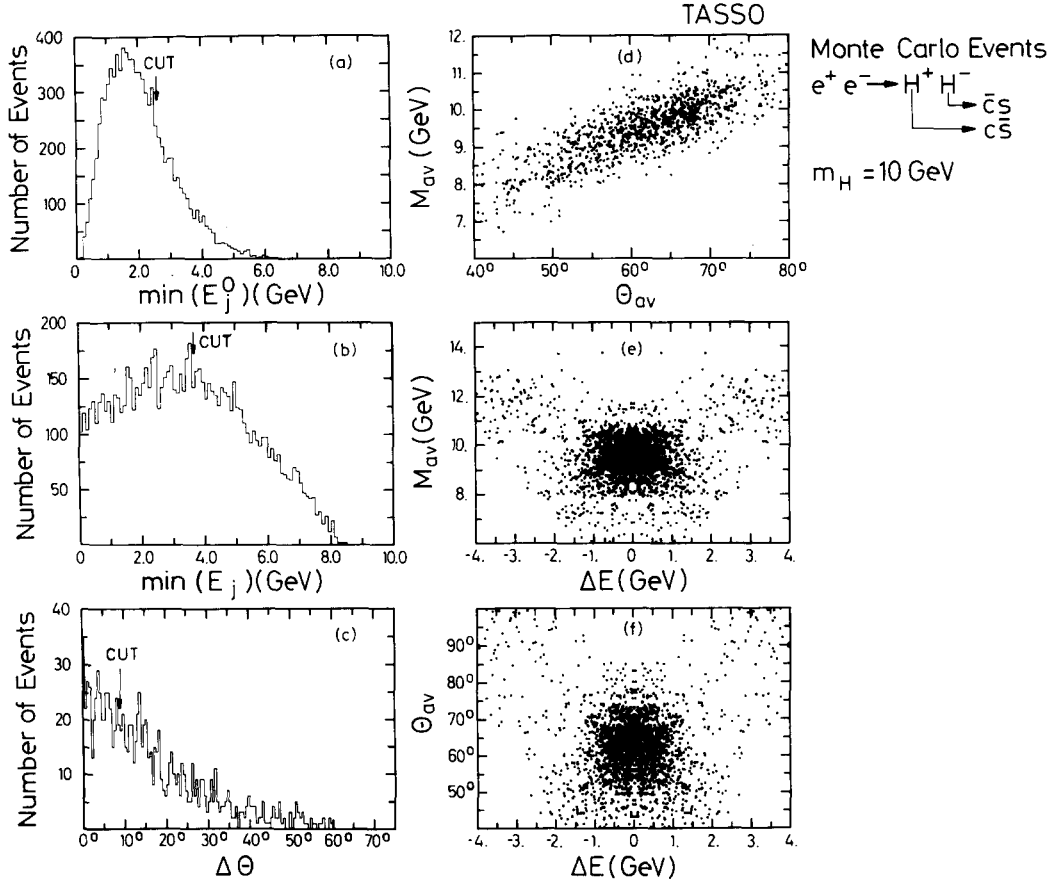 TASSO
Monte Carlo Events
e⁺ e⁻ → H⁺ H⁻
c̄s
cs̄
m_H = 10 GeV
Number of Events
400
300
200
100
CUT
(a)
0 2.0 4.0 6.0 8.0 10.0
min (E_j^0) (GeV)
M_av (GeV)
12.
11.
10.
9.
8.
7.
(d)
40° 50° 60° 70° 80°
Θ_av
Number of Events
200
150
100
50
CUT
(b)
0 2.0 4.0 6.0 8.0 10.0
min (E_j) (GeV)
M_av (GeV)
14.
12.
10.
8.
(e)
-4. -3. -2. -1. 0 1. 2. 3. 4.
ΔE (GeV)
Number of Events
40
30
20
10
0
CUT
(c)
0° 10° 20° 30° 40° 50° 60° 70°
ΔΘ
Θ_av
90°
80°
70°
60°
50°
(f)
-4. -3. -2. -1. 0 1. 2. 3. 4.
ΔE (GeV)